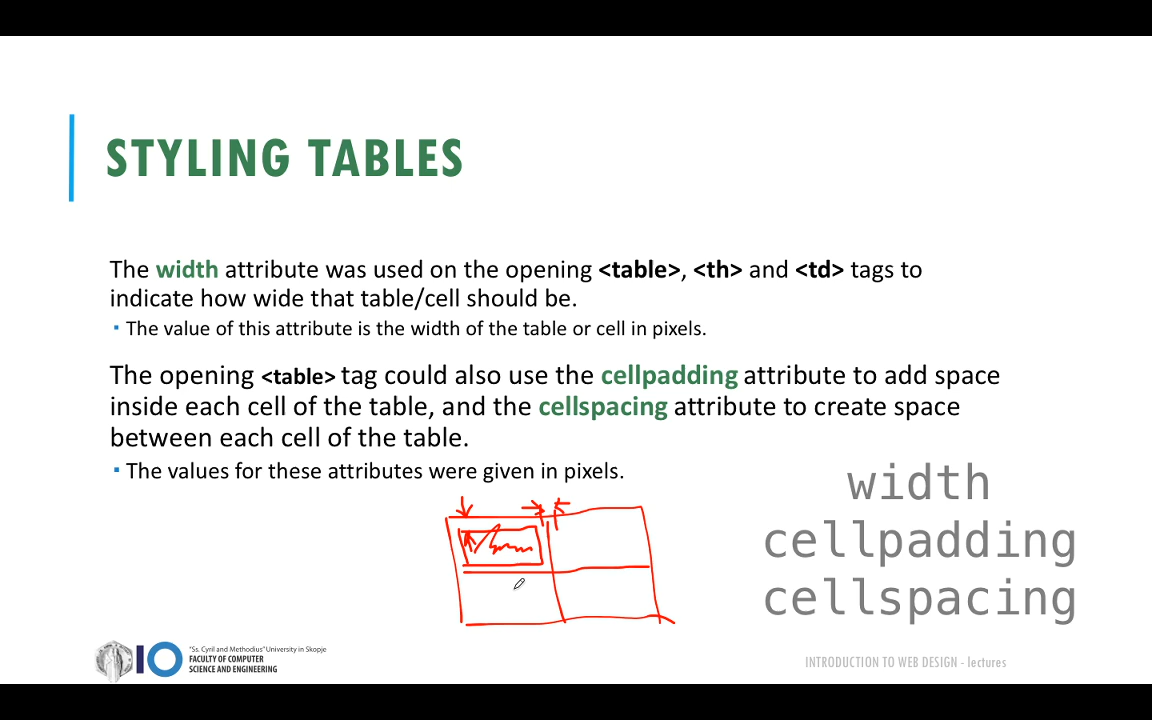 STYLING TABLES
The width attribute was used on the opening <table>, <th> and <td> tags to
indicate how wide that table/cell should be.
▪ The value of this attribute is the width of the table or cell in pixels.
The opening <table> tag could also use the cellpadding attribute to add space
inside each cell of the table, and the cellspacing attribute to create space
between each cell of the table.
▪ The values for these attributes were given in pixels.
width
cellpadding
cellspacing
"Ss. Cyril and Methodius" University in Skopje
FACULTY OF COMPUTER
SCIENCE AND ENGINEERING
INTRODUCTION TO WEB DESIGN - lectures